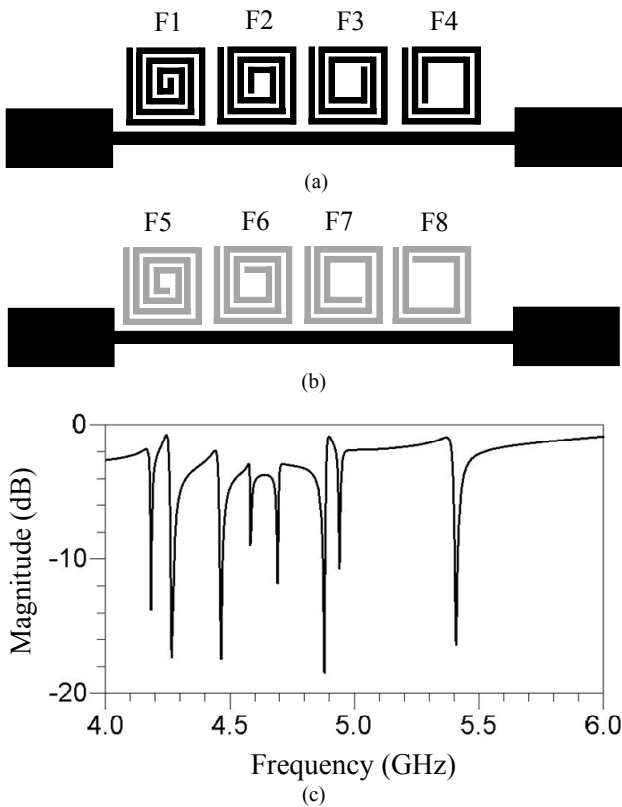 F1 F2 F3 F4
(a)
F5 F6 F7 F8
(b)
0
-10
-20
Magnitude (dB)
4.0 4.5 5.0 5.5 6.0
Frequency (GHz)
(c)